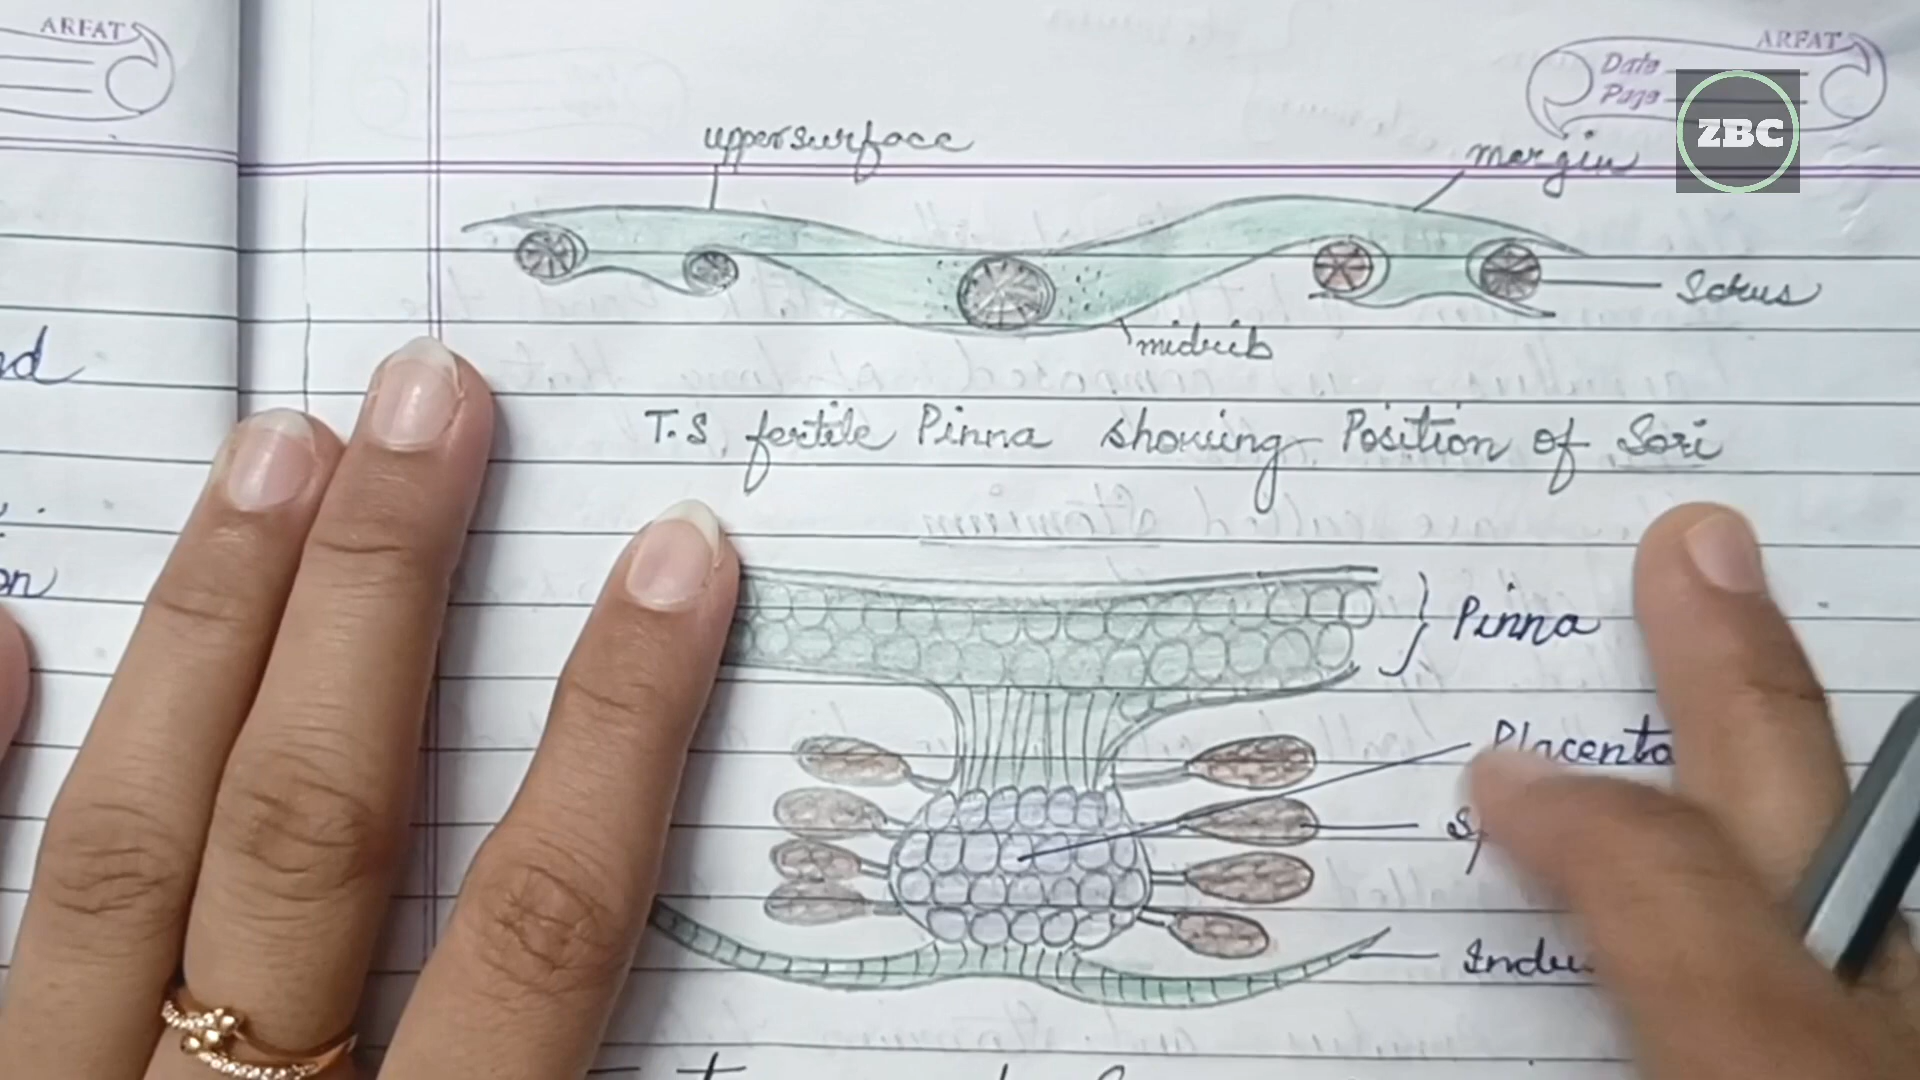 ARFAT
ARFAT
Date
Page
ZBC
upper surface
margin
Sorus
midrib
T.S fertile Pinna showing Position of Sori
nd
on
Pinna
Placenta